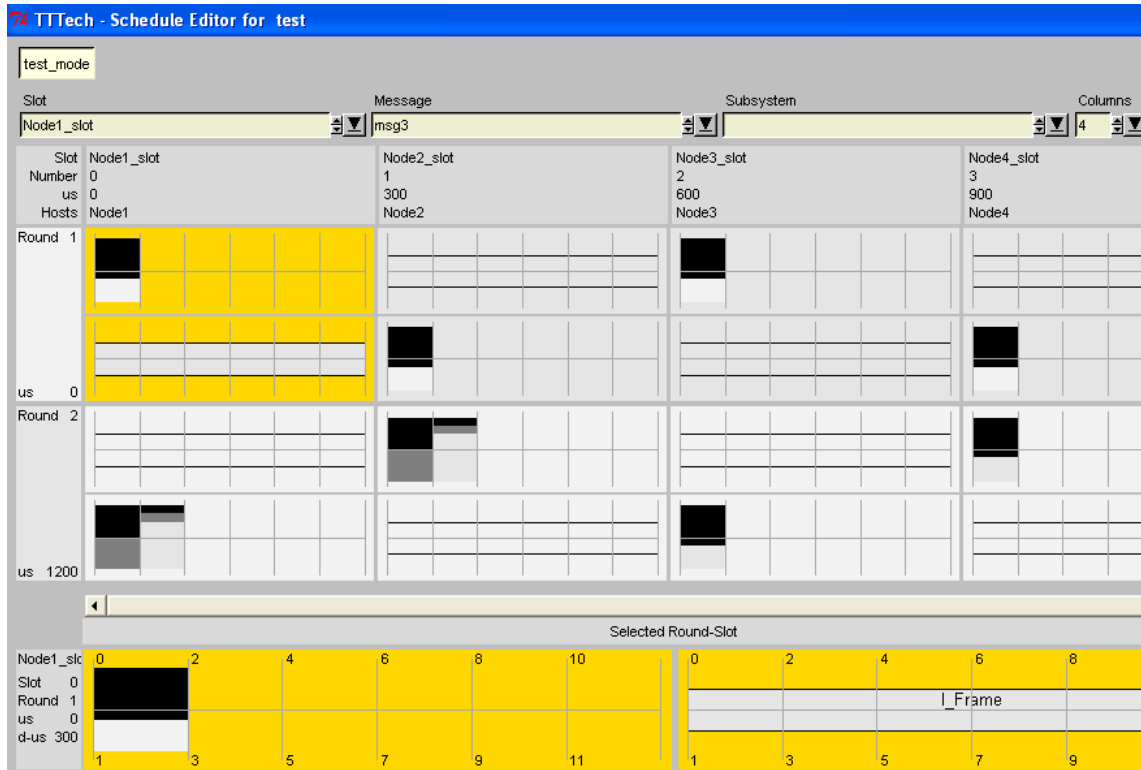 TTTech - Schedule Editor for test
test_mode
Slot Message Subsystem Columns
Node1_slot msg3 4
Slot Node1_slot Node2_slot Node3_slot Node4_slot
Number 0 1 2 3
us 0 300 600 900
Hosts Node1 Node2 Node3 Node4
Round 1
us 0
Round 2
us 1200
Selected Round-Slot
Node1_slo 0 2 4 6 8 10 0 2 4 6 8
Slot 0
Round 1 I_Frame
us 0
d-us 300
1 3 5 7 9 11 1 3 5 7 9